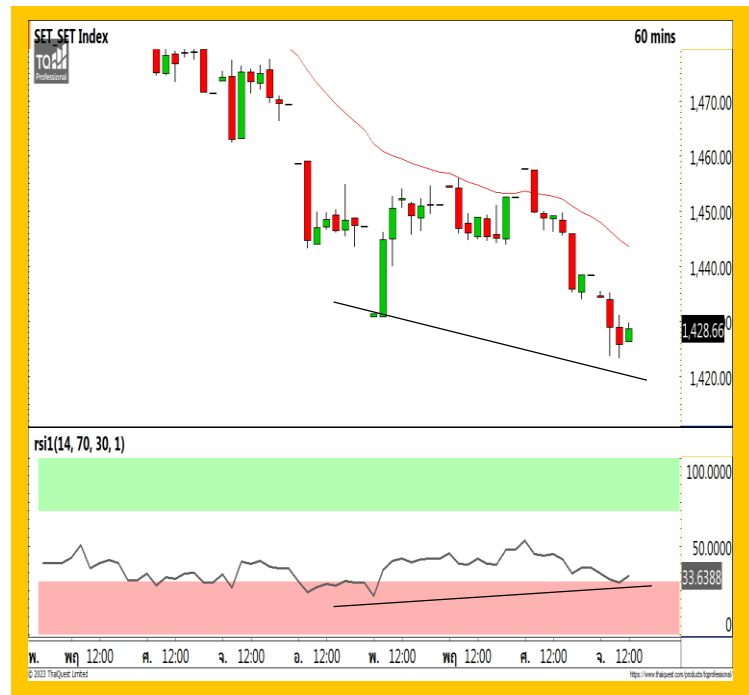 SET_SET Index 60 mins
TQ
Professional
1,470.00
1,460.00
1,450.00
1,440.00
1,428.66
1,420.00
rsi1(14, 70, 30, 1)
100.0000
50.0000
33.6388
0
พ. พฤ 12:00 ศ. 12:00 จ. 12:00 อ. 12:00 พ. 12:00 พฤ 12:00 ศ. 12:00 จ. 12:00
© 2023 ThaiQuest Limited https://www.thaiquest.com/products/tqprofessional/